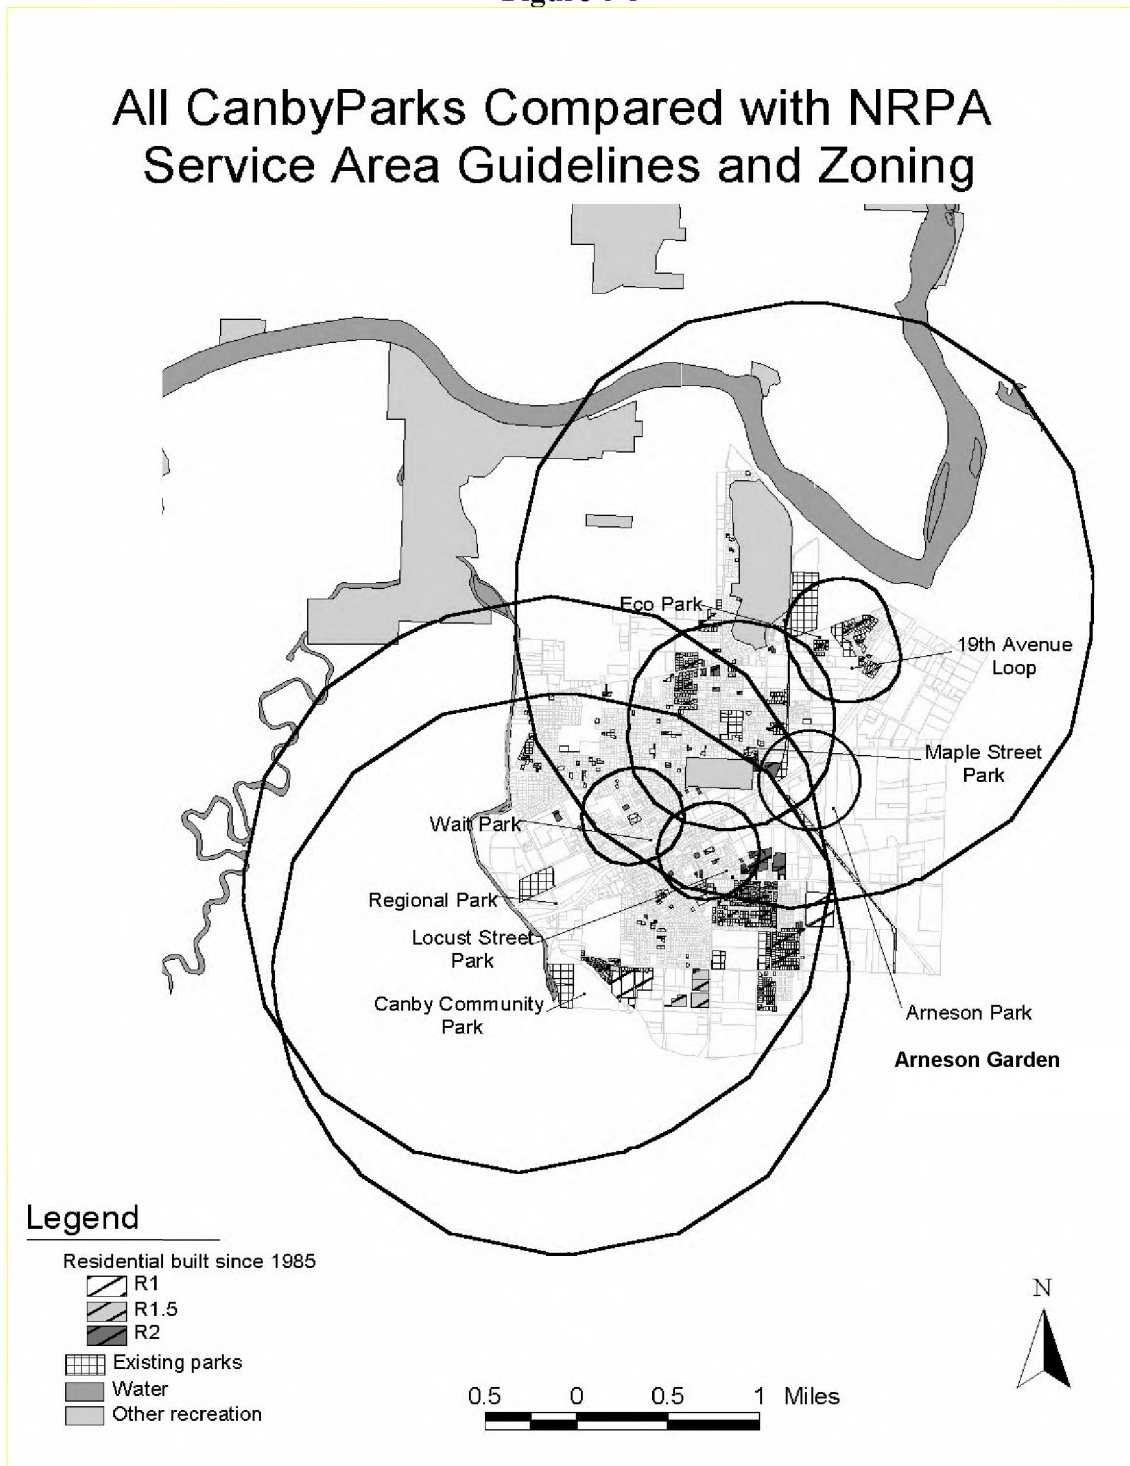 All CanbyParks Compared with NRPA
Service Area Guidelines and Zoning
Eco Park
19th Avenue
Loop
Maple Street
Park
Wait Park
Regional Park
Locust Street
Park
Canby Community
Park
Arneson Park
Arneson Garden
Legend
Residential built since 1985
R1
R1.5
R2
Existing parks
Water
Other recreation
0.5 0 0.5 1 Miles
N